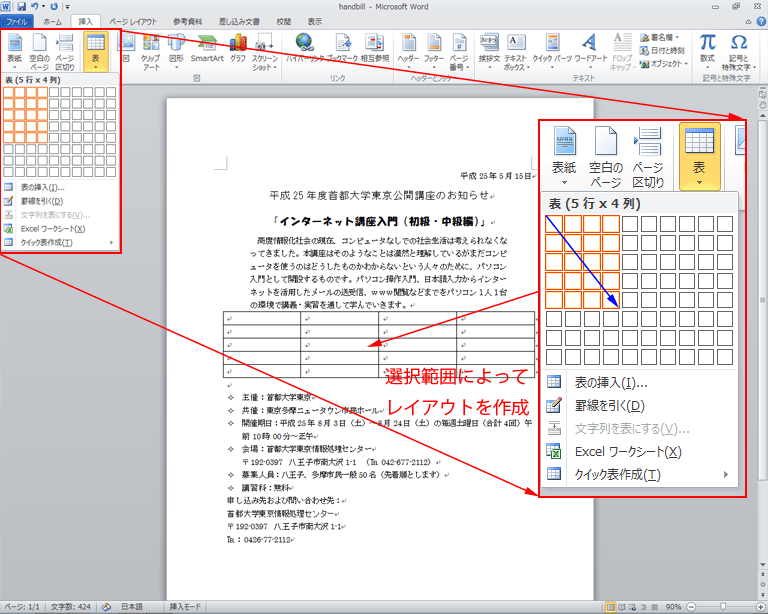 handbill - Microsoft Word
ファイル ホーム 挿入 ページ レイアウト 参考資料 差し込み文書 校閲 表示
表紙 空白のページ ページ区切り 表 図 クリップアート 図形 SmartArt グラフ スクリーンショット ハイパーリンク ブックマーク 相互参照 ヘッダー フッター ページ番号 挨拶文 テキストボックス クイック パーツ ワードアート ドロップキャップ 署名欄 日付と時刻 オブジェクト 数式 記号と特殊文字
図 リンク ヘッダーとフッター テキスト 記号と特殊文字
表 (5 行 x 4 列)
表の挿入(I)...
罫線を引く(D)
文字列を表にする(V)...
Excel ワークシート(X)
クイック表作成(T)
平成 25 年 5 月 15 日
平成 25 年度首都大学東京公開講座のお知らせ
「インターネット講座入門（初級・中級編）」
高度情報化社会の現在、コンピュータなしでの社会生活は考えられなくな
ってきました。本講座はそのようなことは漠然と理解しているがまだコンピ
ュータを使うのはどうしたものかわからないという人々のために、パソコン
入門として開設するものです。パソコン操作入門、日本語入力からインター
ネットを活用したメールの送受信、www閲覧などまでをパソコン 1 人 1 台
の環境で講義・実習を通して学んでいきます。
選択範囲によって
レイアウトを作成
主催：首都大学東京
共催：東京多摩ニュータウン市民ホール
開催期日：平成 25 年 8 月 3 日（土）～8 月 24 日（土）の毎週土曜日（合計 4 回）午
前 10 時 00 分～正午
会場：首都大学東京情報処理センター
〒192-0397 八王子市南大沢 1-1 （℡ 042-677-2112）
募集人員：八王子、多摩市民一般 50 名（先着順とします）
講習料：無料
申し込み先および問い合わせ先：
首都大学東京情報処理センター
〒192-0397 八王子市南大沢 1-1
℡：0426-77-2112
表紙 空白のページ ページ区切り 表
表 (5 行 x 4 列)
表の挿入(I)...
罫線を引く(D)
文字列を表にする(V)...
Excel ワークシート(X)
クイック表作成(T)
ページ: 1/1 文字数: 424 日本語 挿入モード 90%